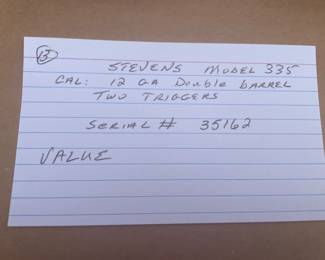 13
STEVENS MODEL 335
CAL: 12 GA Double barrel
TWO TRIGGERS
SERIAL # 35162
VALUE